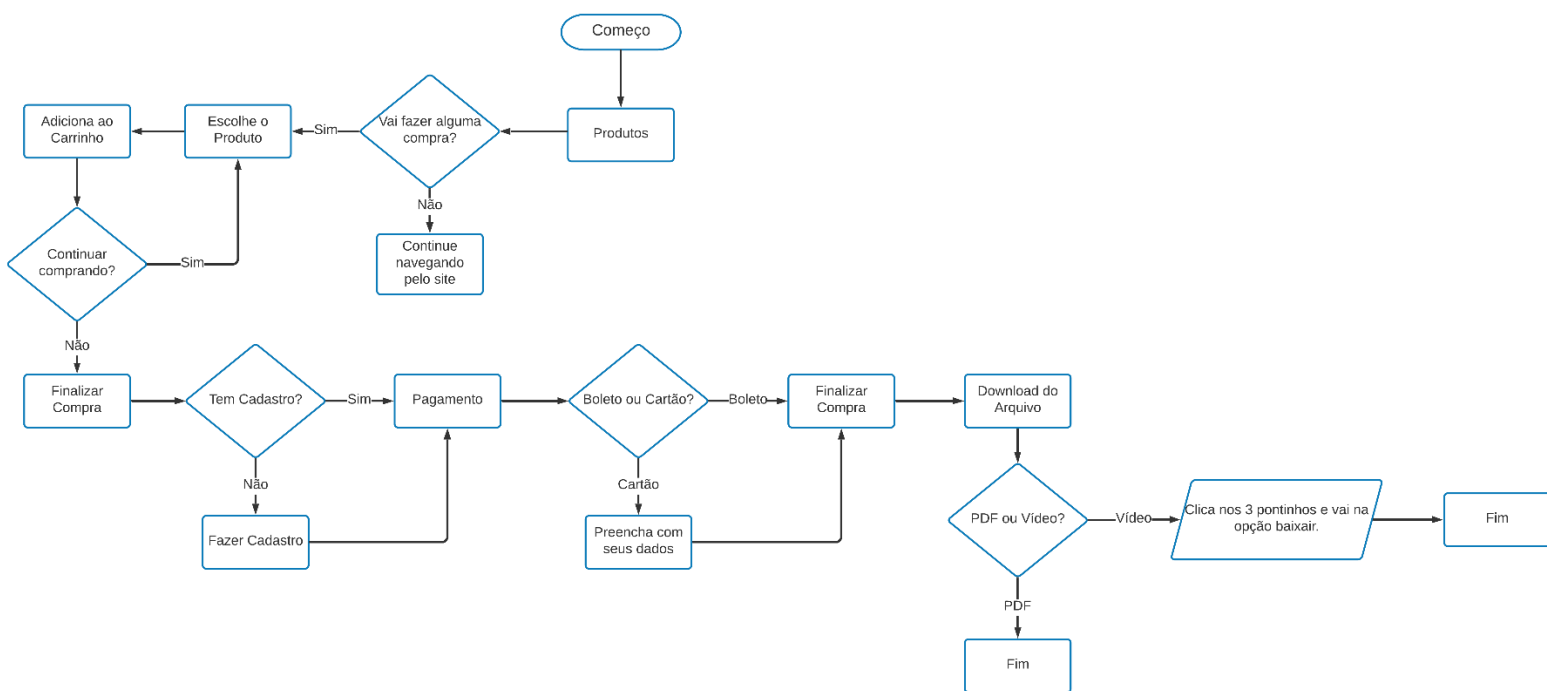 Começo
Produtos
Vai fazer alguma
compra?
Sim
Escolhe o
Produto
Adiciona ao
Carrinho
Não
Continue
navegando
pelo site
Continuar
comprando?
Sim
Não
Finalizar
Compra
Tem Cadastro?
Sim
Não
Fazer Cadastro
Pagamento
Boleto ou Cartão?
Boleto
Cartão
Preencha com
seus dados
Finalizar
Compra
Download do
Arquivo
PDF ou Vídeo?
Vídeo
Clica nos 3 pontinhos e vai na
opção baixair.
Fim
PDF
Fim